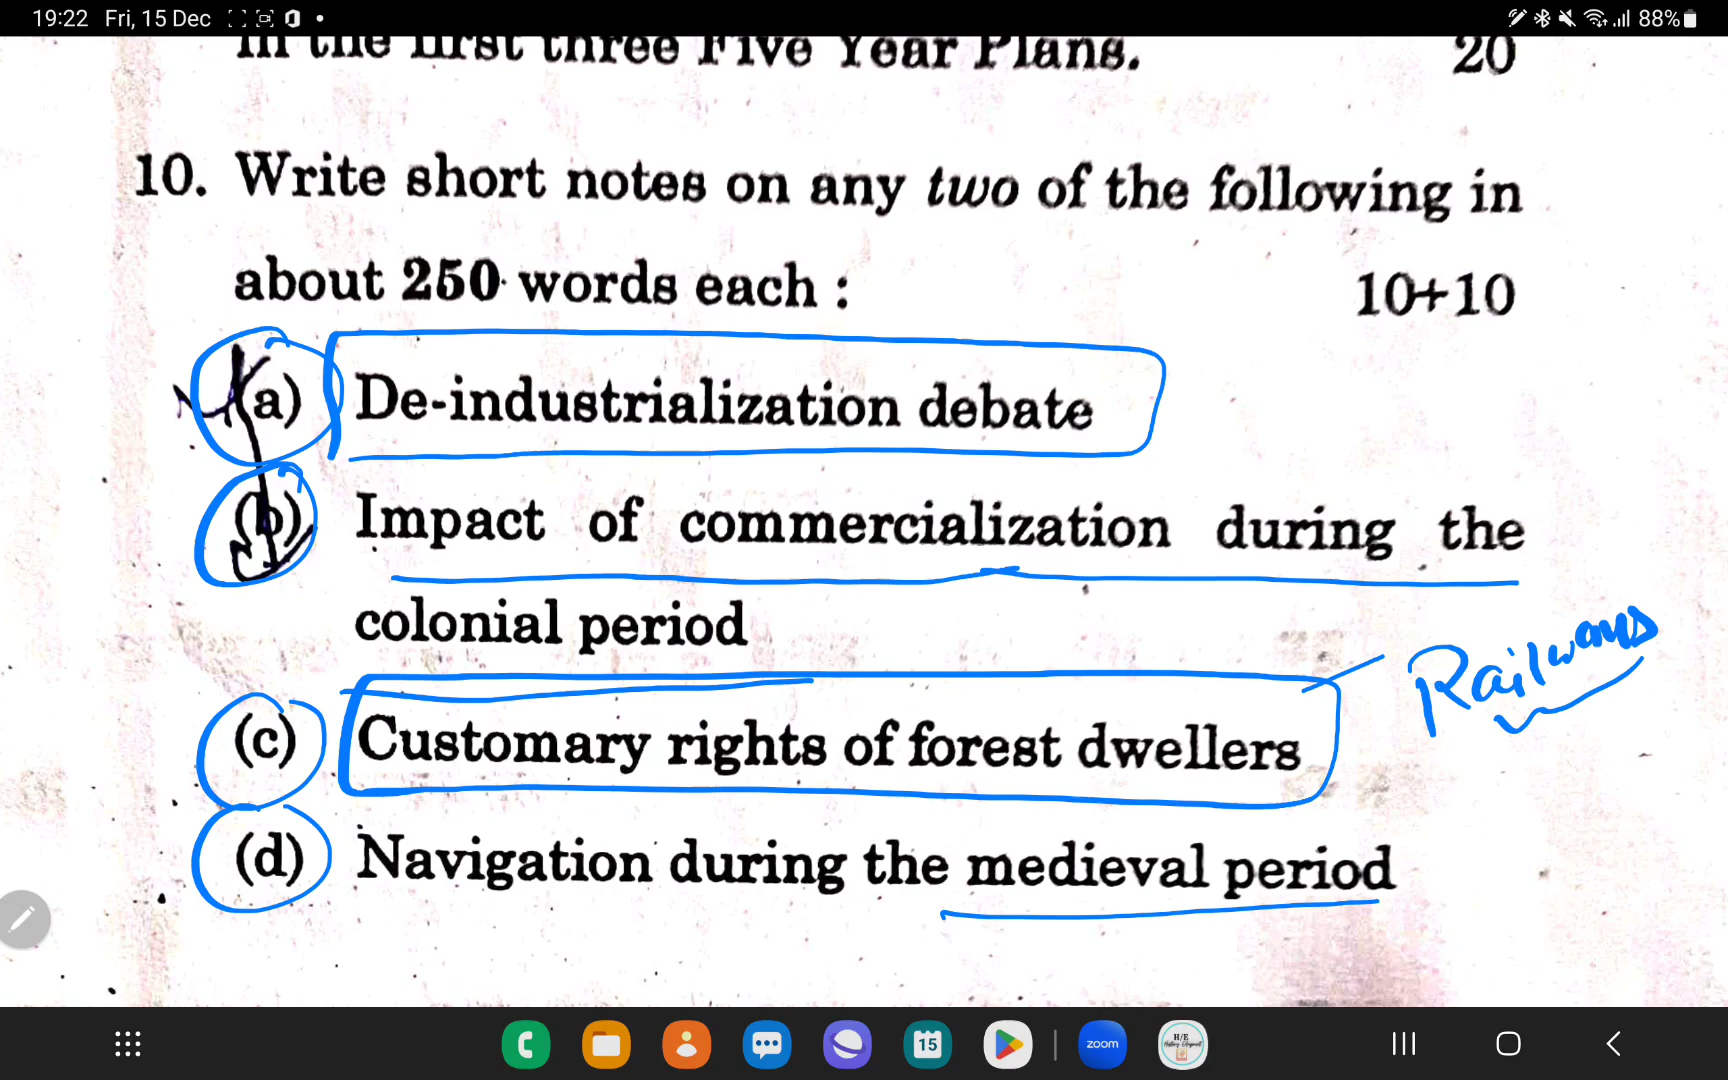 19:22 Fri, 15 Dec
88%
in the first three Five Year Plans. 20
10. Write short notes on any two of the following in
about 250 words each : 10+10
(a) De-industrialization debate
(b) Impact of commercialization during the
colonial period
Railways
(c) Customary rights of forest dwellers
(d) Navigation during the medieval period
15
zoom
H/E